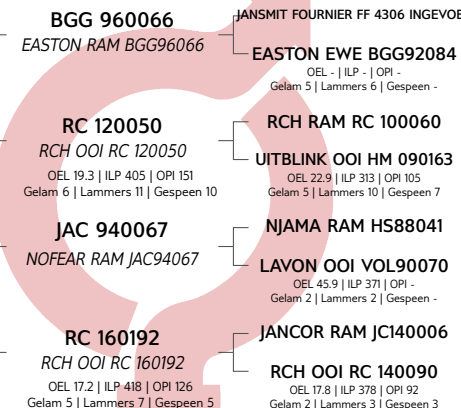 BGG 960066
EASTON RAM BGG96066
RC 120050
RCH OOI RC 120050
OEL 19.3 | ILP 405 | OPI 151
Gelam 6 | Lammers 11 | Gespeen 10
JAC 940067
NOFEAR RAM JAC94067
RC 160192
RCH OOI RC 160192
OEL 17.2 | ILP 418 | OPI 126
Gelam 5 | Lammers 7 | Gespeen 5
JANSMIT FOURNIER FF 4306 INGEVOE
EASTON EWE BGG92084
OEL - | ILP - | OPI -
Gelam 5 | Lammers 6 | Gespeen -
RCH RAM RC 100060
UITBLINK OOI HM 090163
OEL 22.9 | ILP 313 | OPI 105
Gelam 5 | Lammers 10 | Gespeen 7
NJAMA RAM HS88041
LAVON OOI VOL90070
OEL 45.9 | ILP 371 | OPI -
Gelam 2 | Lammers 2 | Gespeen -
JANCOR RAM JC140006
RCH OOI RC 140090
OEL 17.8 | ILP 378 | OPI 92
Gelam 2 | Lammers 3 | Gespeen 3